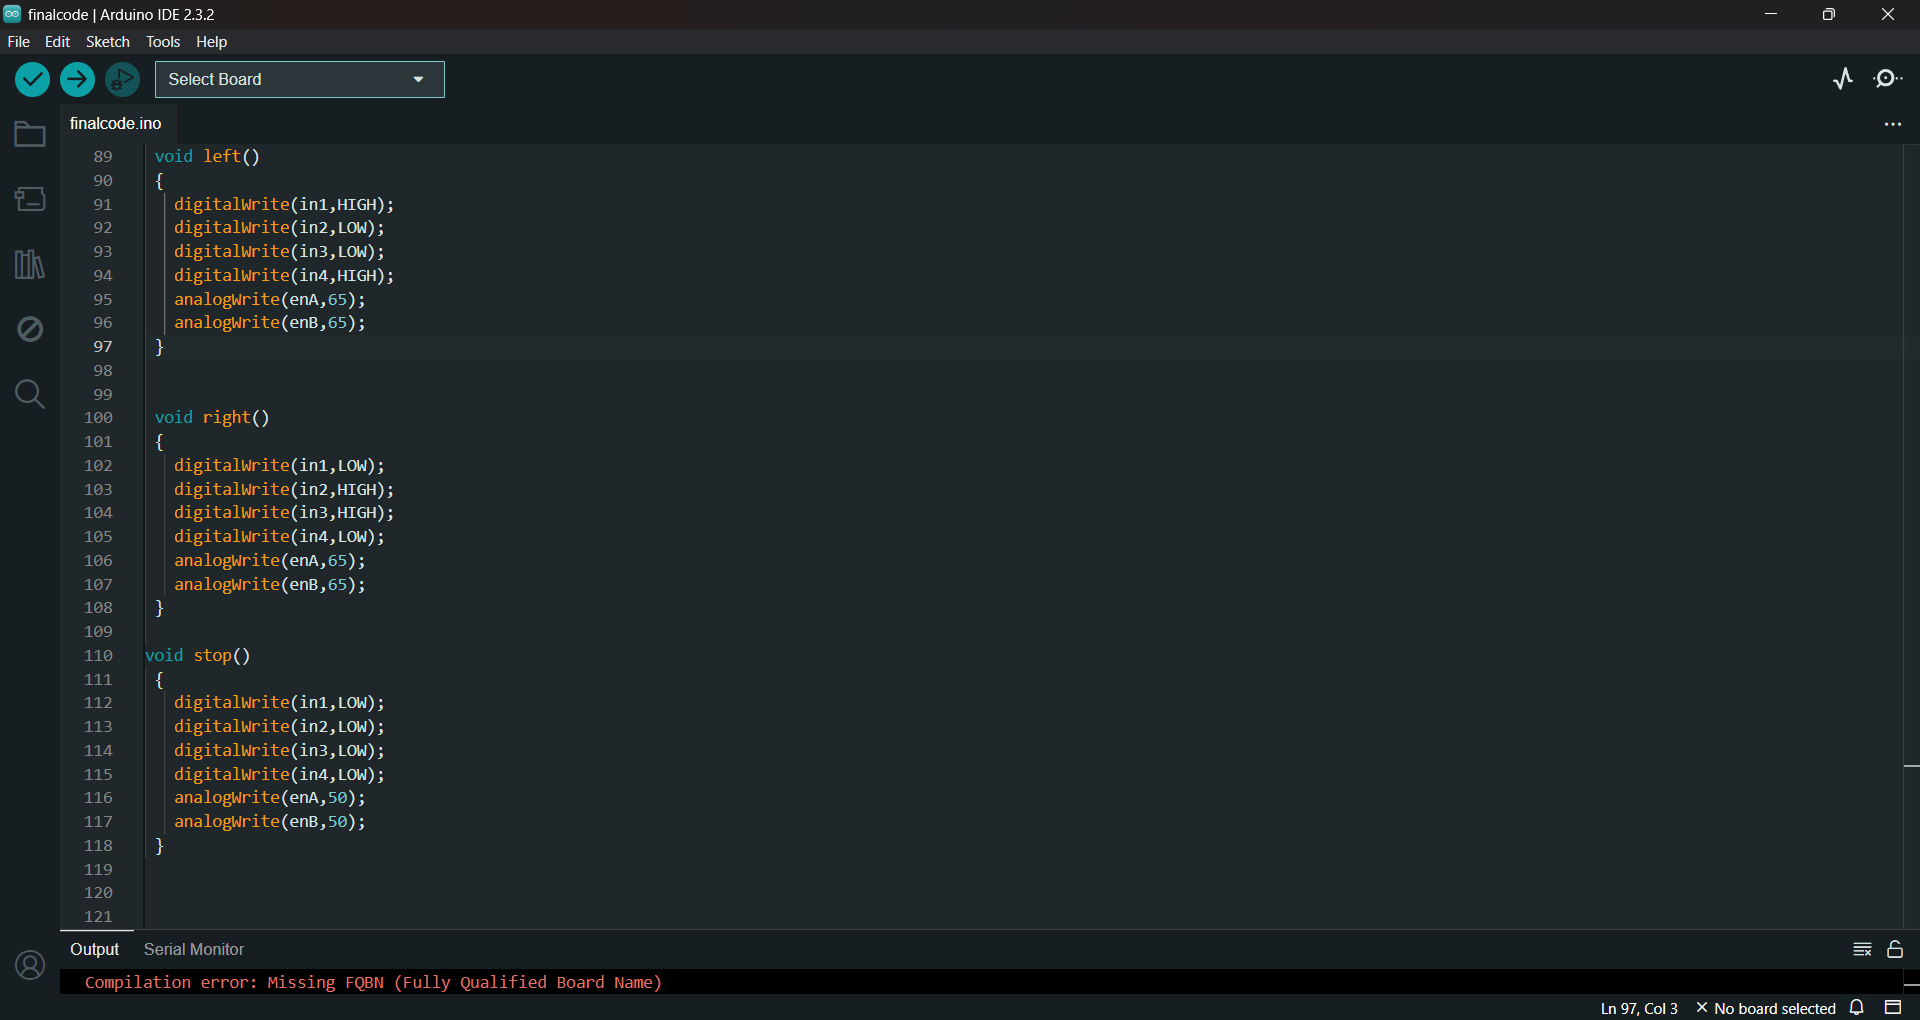 finalcode | Arduino IDE 2.3.2
File Edit Sketch Tools Help
Select Board
finalcode.ino
89 void left()
90 {
91 digitalWrite(in1,HIGH);
92 digitalWrite(in2,LOW);
93 digitalWrite(in3,LOW);
94 digitalWrite(in4,HIGH);
95 analogWrite(enA,65);
96 analogWrite(enB,65);
97 }
98
99
100 void right()
101 {
102 digitalWrite(in1,LOW);
103 digitalWrite(in2,HIGH);
104 digitalWrite(in3,HIGH);
105 digitalWrite(in4,LOW);
106 analogWrite(enA,65);
107 analogWrite(enB,65);
108 }
109
110 void stop()
111 {
112 digitalWrite(in1,LOW);
113 digitalWrite(in2,LOW);
114 digitalWrite(in3,LOW);
115 digitalWrite(in4,LOW);
116 analogWrite(enA,50);
117 analogWrite(enB,50);
118 }
119
120
121
Output Serial Monitor
Compilation error: Missing FQBN (Fully Qualified Board Name)
Ln 97, Col 3 No board selected